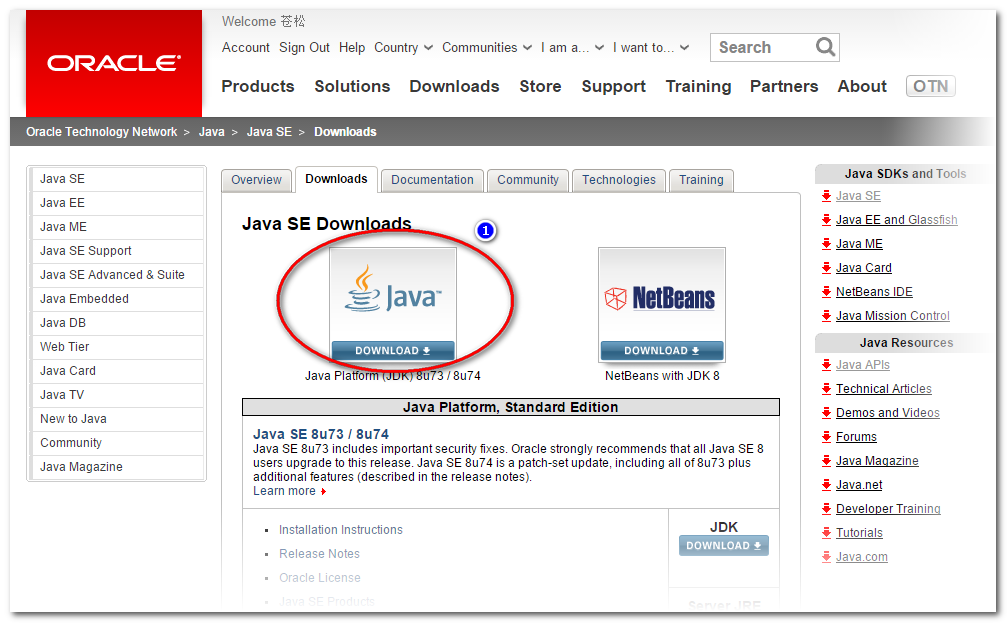 Welcome 苍松
Account Sign Out Help Country Communities I am a... I want to... Search
ORACLE®
Products Solutions Downloads Store Support Training Partners About OTN
Oracle Technology Network > Java > Java SE > Downloads
Java SE
Java EE
Java ME
Java SE Support
Java SE Advanced & Suite
Java Embedded
Java DB
Web Tier
Java Card
Java TV
New to Java
Community
Java Magazine
Overview Downloads Documentation Community Technologies Training
Java SE Downloads
1
Java™
DOWNLOAD
Java Platform (JDK) 8u73 / 8u74
NetBeans
DOWNLOAD
NetBeans with JDK 8
Java Platform, Standard Edition
Java SE 8u73 / 8u74
Java SE 8u73 includes important security fixes. Oracle strongly recommends that all Java SE 8
users upgrade to this release. Java SE 8u74 is a patch-set update, including all of 8u73 plus
additional features (described in the release notes).
Learn more
Installation Instructions
Release Notes
Oracle License
Java SE Products
JDK
DOWNLOAD
Server JRE
Java SDKs and Tools
Java SE
Java EE and Glassfish
Java ME
Java Card
NetBeans IDE
Java Mission Control
Java Resources
Java APIs
Technical Articles
Demos and Videos
Forums
Java Magazine
Java.net
Developer Training
Tutorials
Java.com